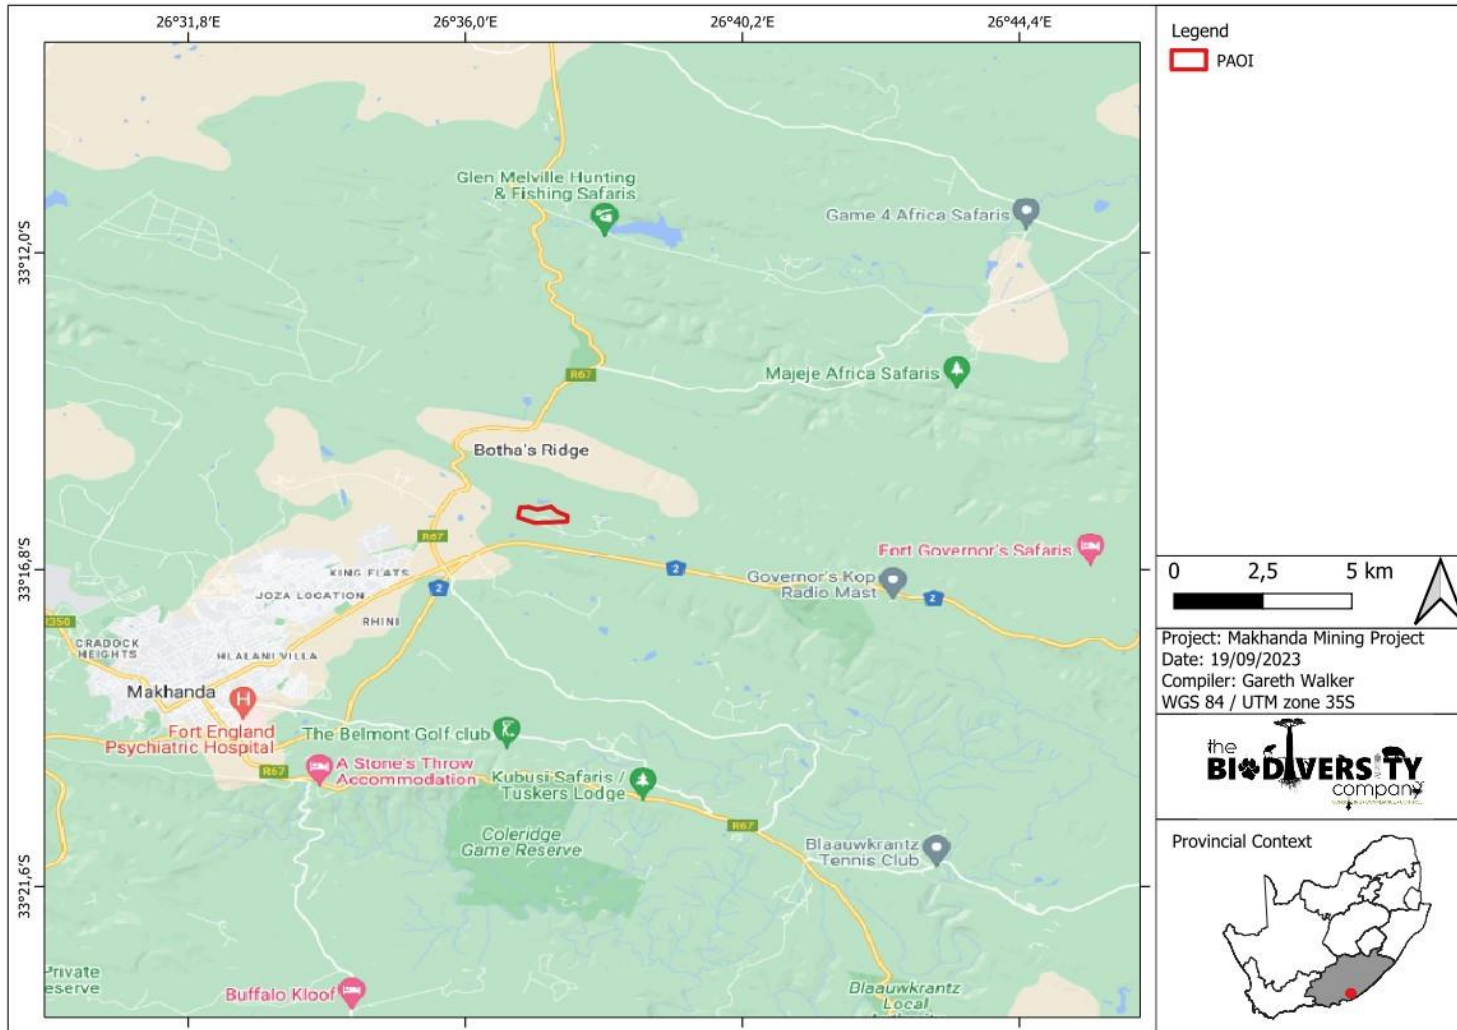 26°31,8'E
26°36,0'E
26°40,2'E
26°44,4'E
33°12,0'S
33°16,8'S
33°21,6'S
Glen Melville Hunting
& Fishing Safaris
Game 4 Africa Safaris
R67
Majeje Africa Safaris
Botha's Ridge
R67
Fort Governor's Safaris
KING FLATS
2
2
Governor's Kop
Radio Mast
2
JOZA LOCATION
R350
RHINI
CRADOCK
HEIGHTS
HLALANI VILLA
Makhanda
H
Fort England
Psychiatric Hospital
The Belmont Golf club
R67
A Stone's Throw
Accommodation
Kubusi Safaris /
Tuskers Lodge
R67
Coleridge
Game Reserve
Blaauwkrantz
Tennis Club
Private
eserve
Buffalo Kloof
Blaauwkrantz
Local
Legend
PAOI
0 2,5 5 km
Project: Makhanda Mining Project
Date: 19/09/2023
Compiler: Gareth Walker
WGS 84 / UTM zone 35S
the
BIODIVERSITY
company
Provincial Context